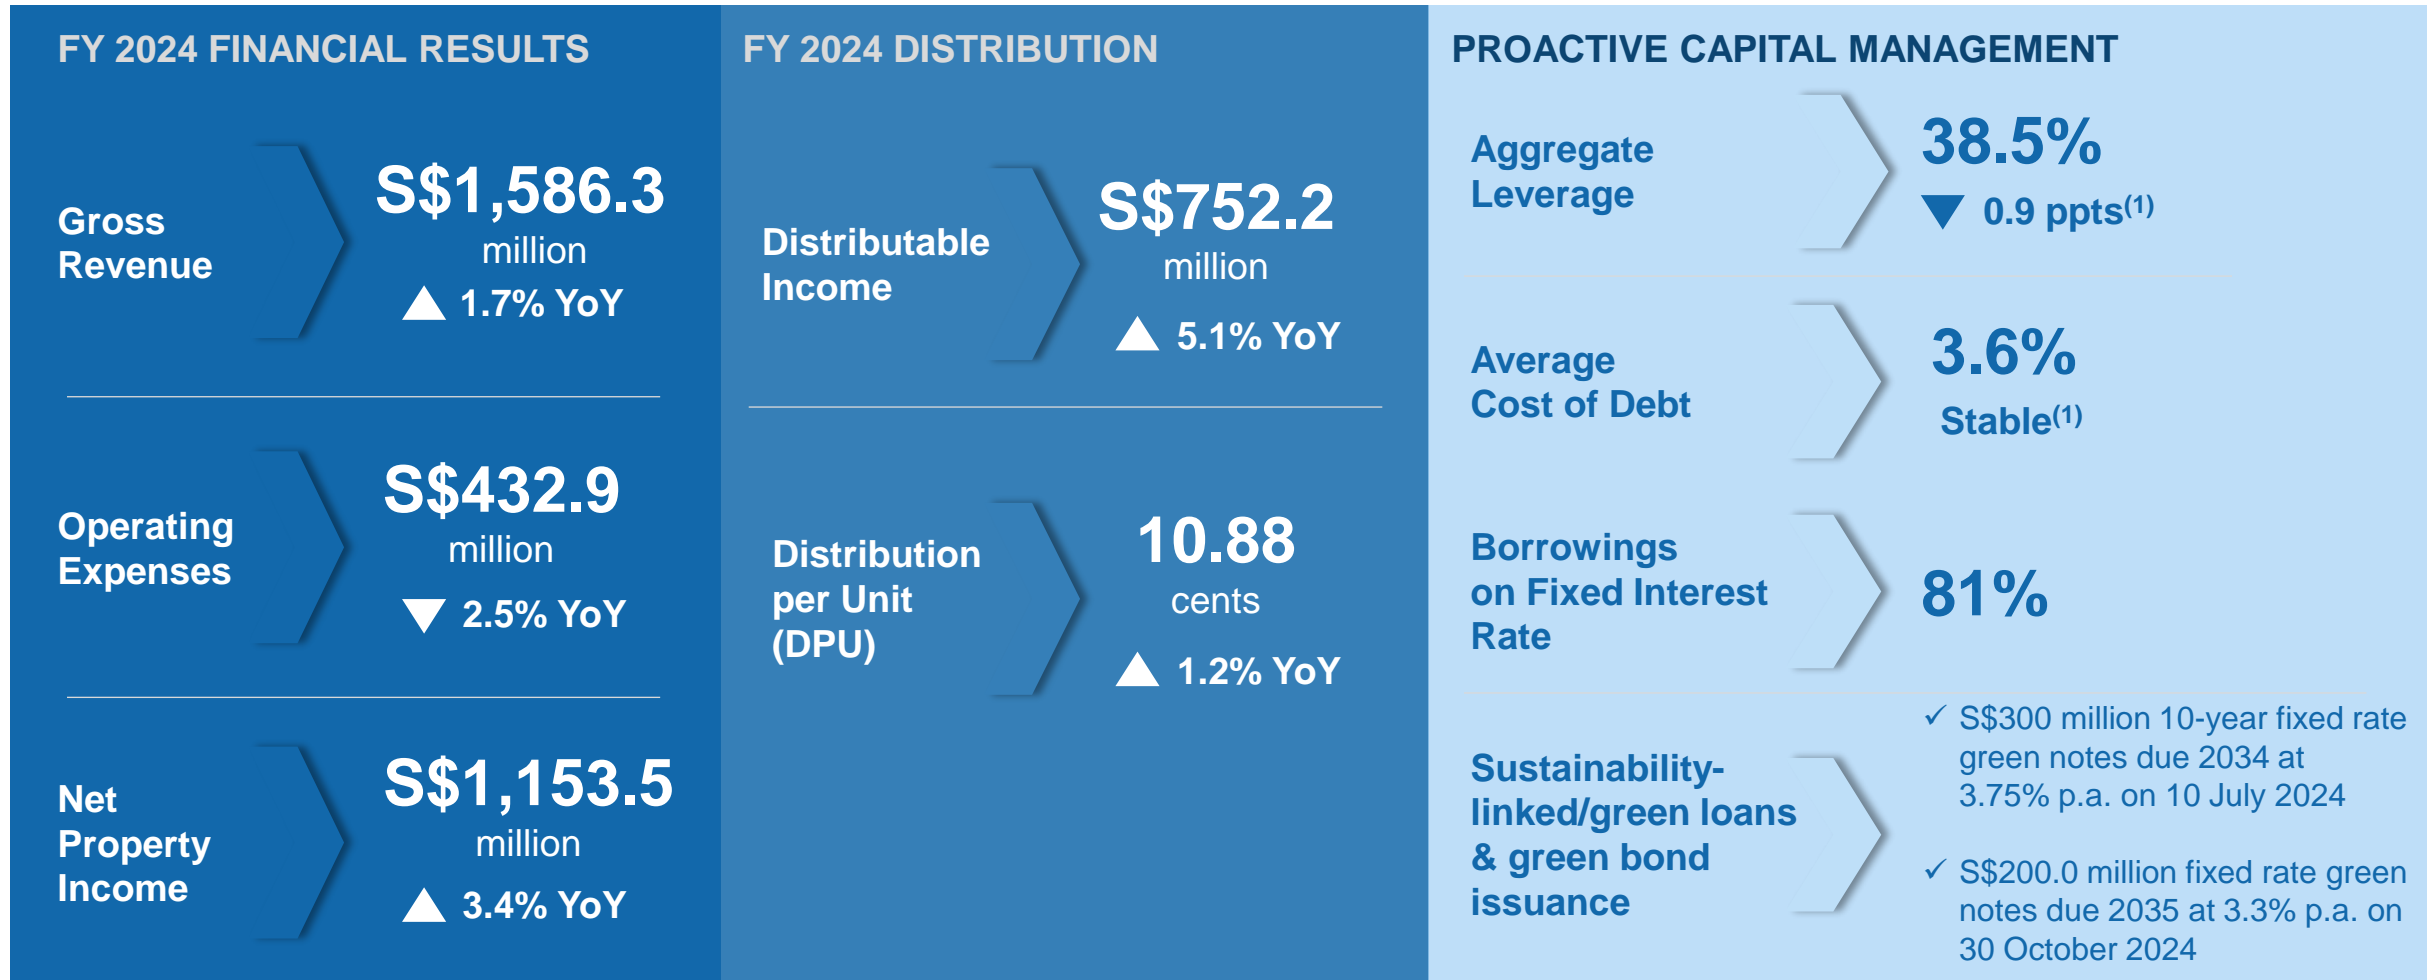 FY 2024 FINANCIAL RESULTS
Gross
Revenue
S$1,586.3
million
1.7% YoY
Operating
Expenses
S$432.9
million
2.5% YoY
Net
Property
Income
S$1,153.5
million
3.4% YoY
FY 2024 DISTRIBUTION
Distributable
Income
S$752.2
million
5.1% YoY
Distribution
per Unit
(DPU)
10.88
cents
1.2% YoY
PROACTIVE CAPITAL MANAGEMENT
Aggregate
Leverage
38.5%
0.9 ppts(1)
Average
Cost of Debt
3.6%
Stable(1)
Borrowings
on Fixed Interest
Rate
81%
Sustainability-
linked/green loans
& green bond
issuance
✓ S$300 million 10-year fixed rate
green notes due 2034 at
3.75% p.a. on 10 July 2024
✓ S$200.0 million fixed rate green
notes due 2035 at 3.3% p.a. on
30 October 2024